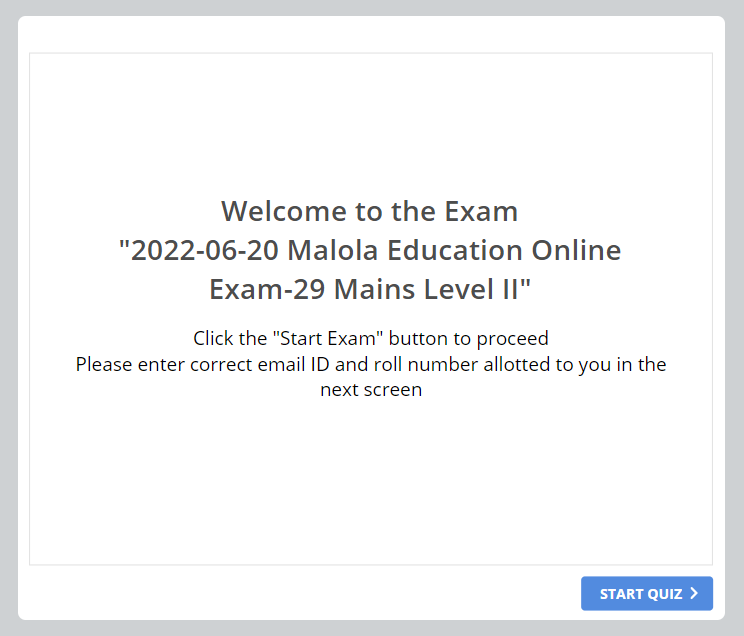 Welcome to the Exam
"2022-06-20 Malola Education Online
Exam-29 Mains Level II"
Click the "Start Exam" button to proceed
Please enter correct email ID and roll number allotted to you in the
next screen
START QUIZ